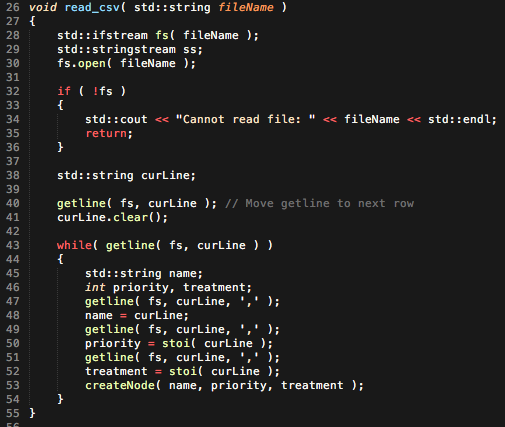 26 void read_csv( std::string fileName )
27 {
28     std::ifstream fs( fileName );
29     std::stringstream ss;
30     fs.open( fileName );
31
32     if ( !fs )
33     {
34         std::cout << "Cannot read file: " << fileName << std::endl;
35         return;
36     }
37
38     std::string curLine;
39
40     getline( fs, curLine ); // Move getline to next row
41     curLine.clear();
42
43     while( getline( fs, curLine ) )
44     {
45         std::string name;
46         int priority, treatment;
47         getline( fs, curLine, ',' );
48         name = curLine;
49         getline( fs, curLine, ',' );
50         priority = stoi( curLine );
51         getline( fs, curLine, ',' );
52         treatment = stoi( curLine );
53         createNode( name, priority, treatment );
54     }
55 }